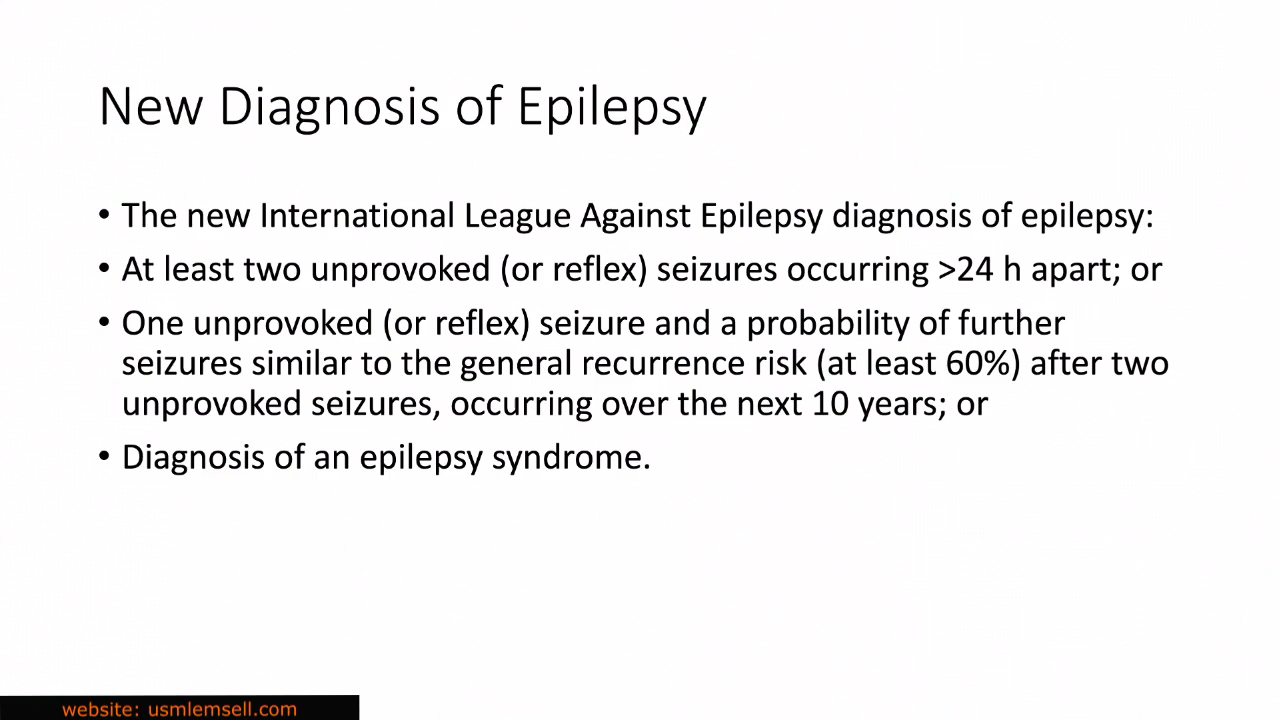 New Diagnosis of Epilepsy
• The new International League Against Epilepsy diagnosis of epilepsy:
• At least two unprovoked (or reflex) seizures occurring >24 h apart; or
• One unprovoked (or reflex) seizure and a probability of further
seizures similar to the general recurrence risk (at least 60%) after two
unprovoked seizures, occurring over the next 10 years; or
• Diagnosis of an epilepsy syndrome.
website: usmlemsell.com